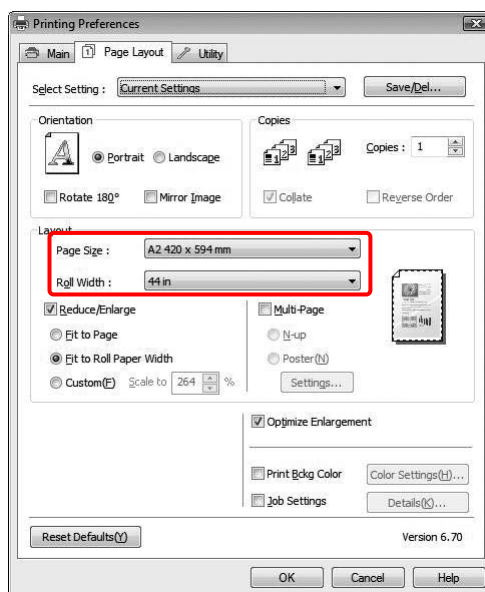 Printing Preferences
Main Page Layout Utility
Select Setting : Current Settings Save/Del...
Orientation Copies
A Portrait Landscape Copies : 1
Rotate 180° Mirror Image Collate Reverse Order
Layout
Page Size : A2 420 x 594 mm
Roll Width : 44 in
Reduce/Enlarge Multi-Page
Fit to Page N-up
Fit to Roll Paper Width Poster(N)
Custom(F) Scale to 264 % Settings...
Optimize Enlargement
Print Bckg Color Color Settings(H)...
Job Settings Details(K)...
Reset Defaults(Y) Version 6.70
OK Cancel Help